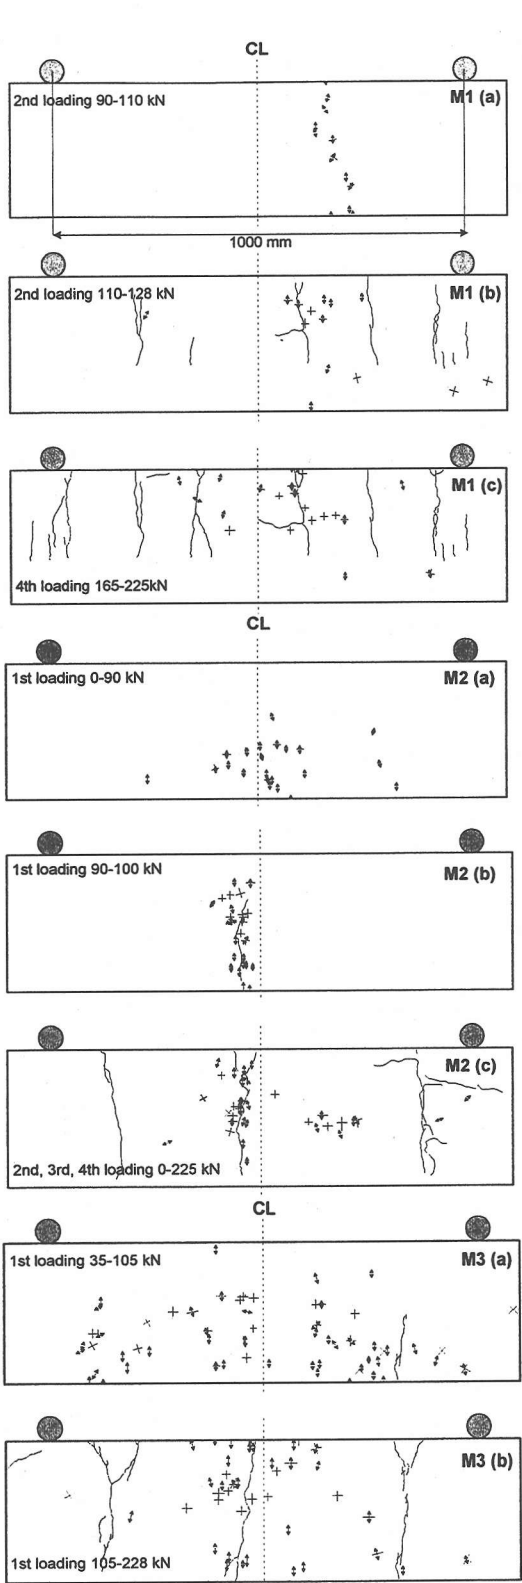 CL
2nd loading 90-110 kN
M1 (a)
1000 mm
2nd loading 110-128 kN
M1 (b)
M1 (c)
4th loading 165-225kN
CL
1st loading 0-90 kN
M2 (a)
1st loading 90-100 kN
M2 (b)
M2 (c)
2nd, 3rd, 4th loading 0-225 kN
CL
1st loading 35-105 kN
M3 (a)
M3 (b)
1st loading 105-228 kN